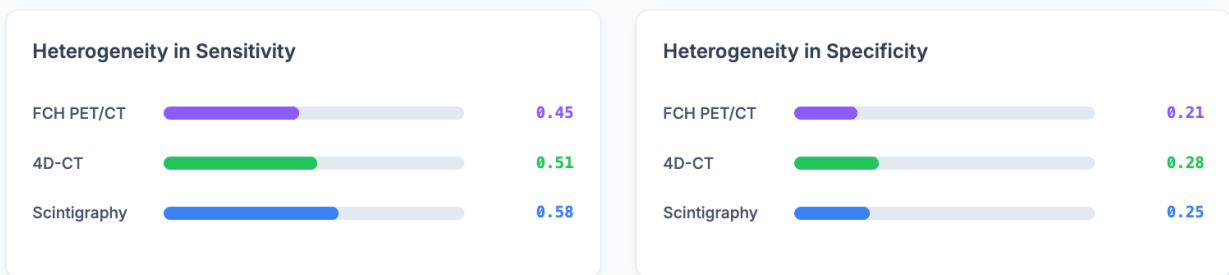 Heterogeneity in Sensitivity
FCH PET/CT 0.45
4D-CT 0.51
Scintigraphy 0.58
Heterogeneity in Specificity
FCH PET/CT 0.21
4D-CT 0.28
Scintigraphy 0.25